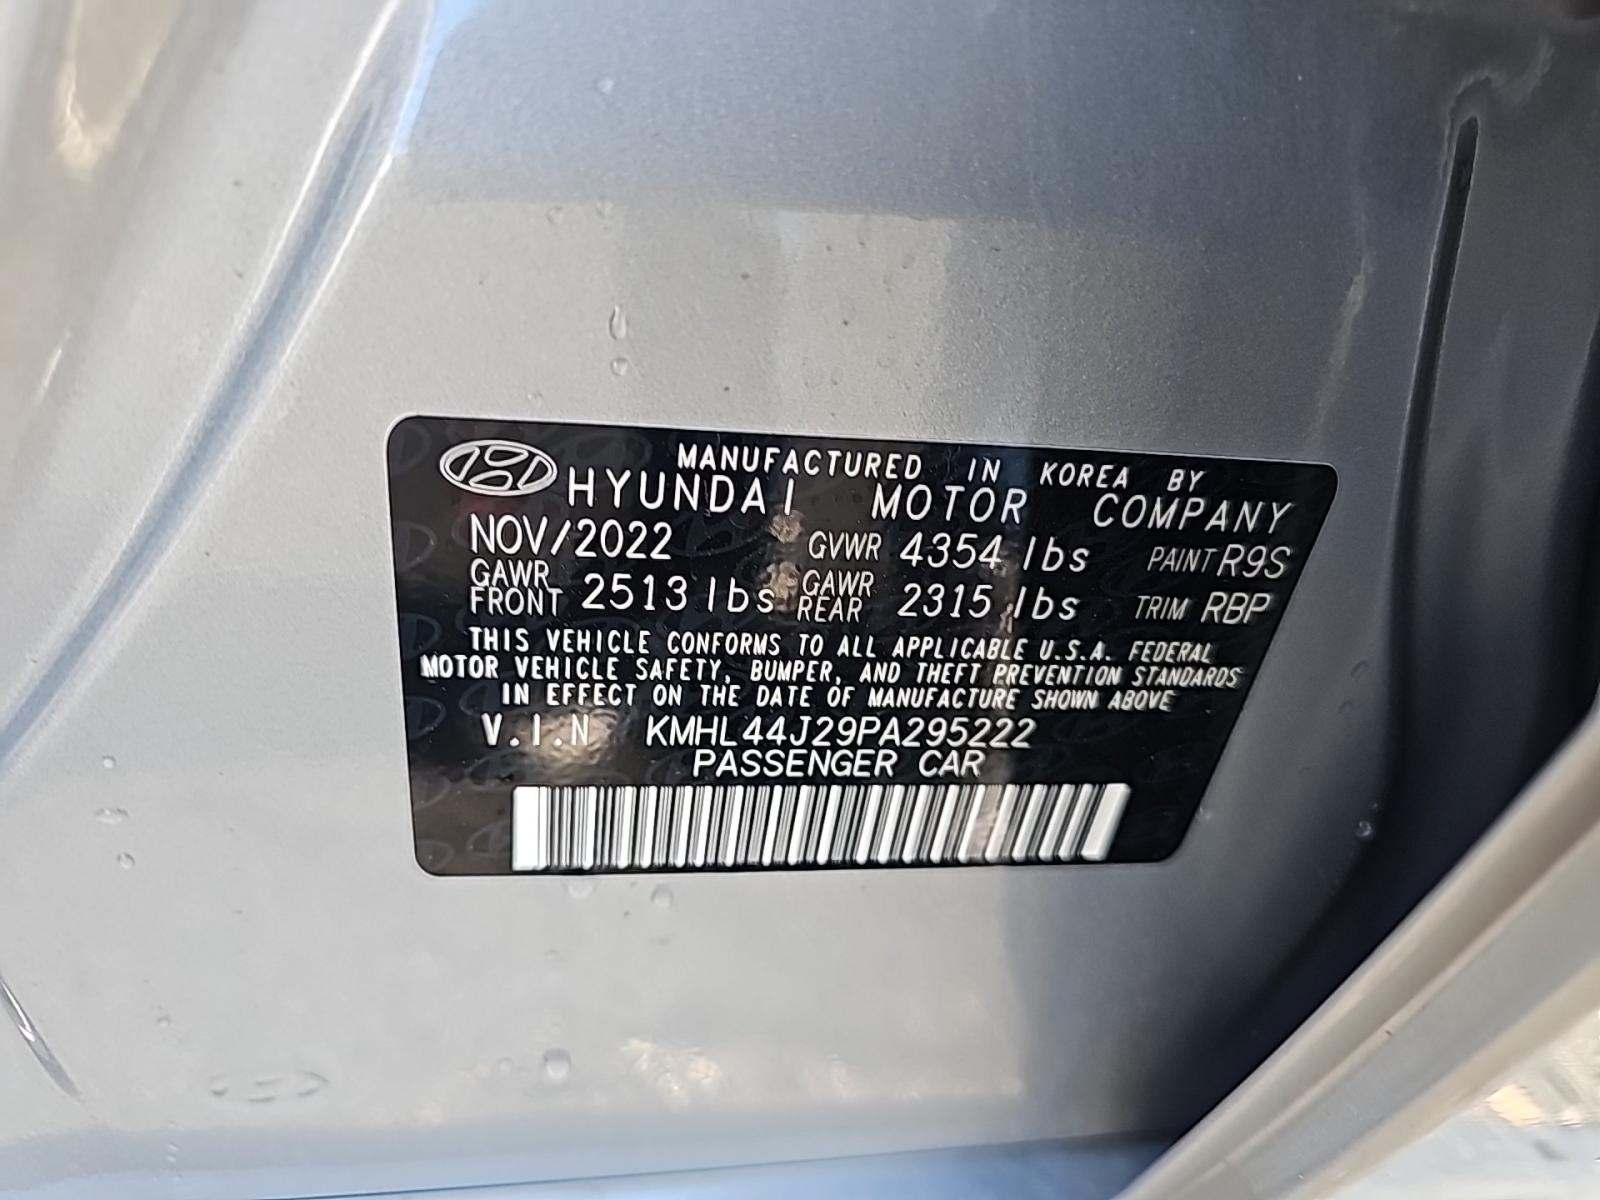 MANUFACTURED IN KOREA BY
HYUNDAI MOTOR COMPANY
NOV/2022 GVWR 4354 lbs PAINT R9S
GAWR FRONT 2513 lbs GAWR REAR 2315 lbs TRIM RBP
THIS VEHICLE CONFORMS TO ALL APPLICABLE U.S.A. FEDERAL
MOTOR VEHICLE SAFETY, BUMPER, AND THEFT PREVENTION STANDARDS
IN EFFECT ON THE DATE OF MANUFACTURE SHOWN ABOVE
V.I.N KMHL44J29PA295222
PASSENGER CAR